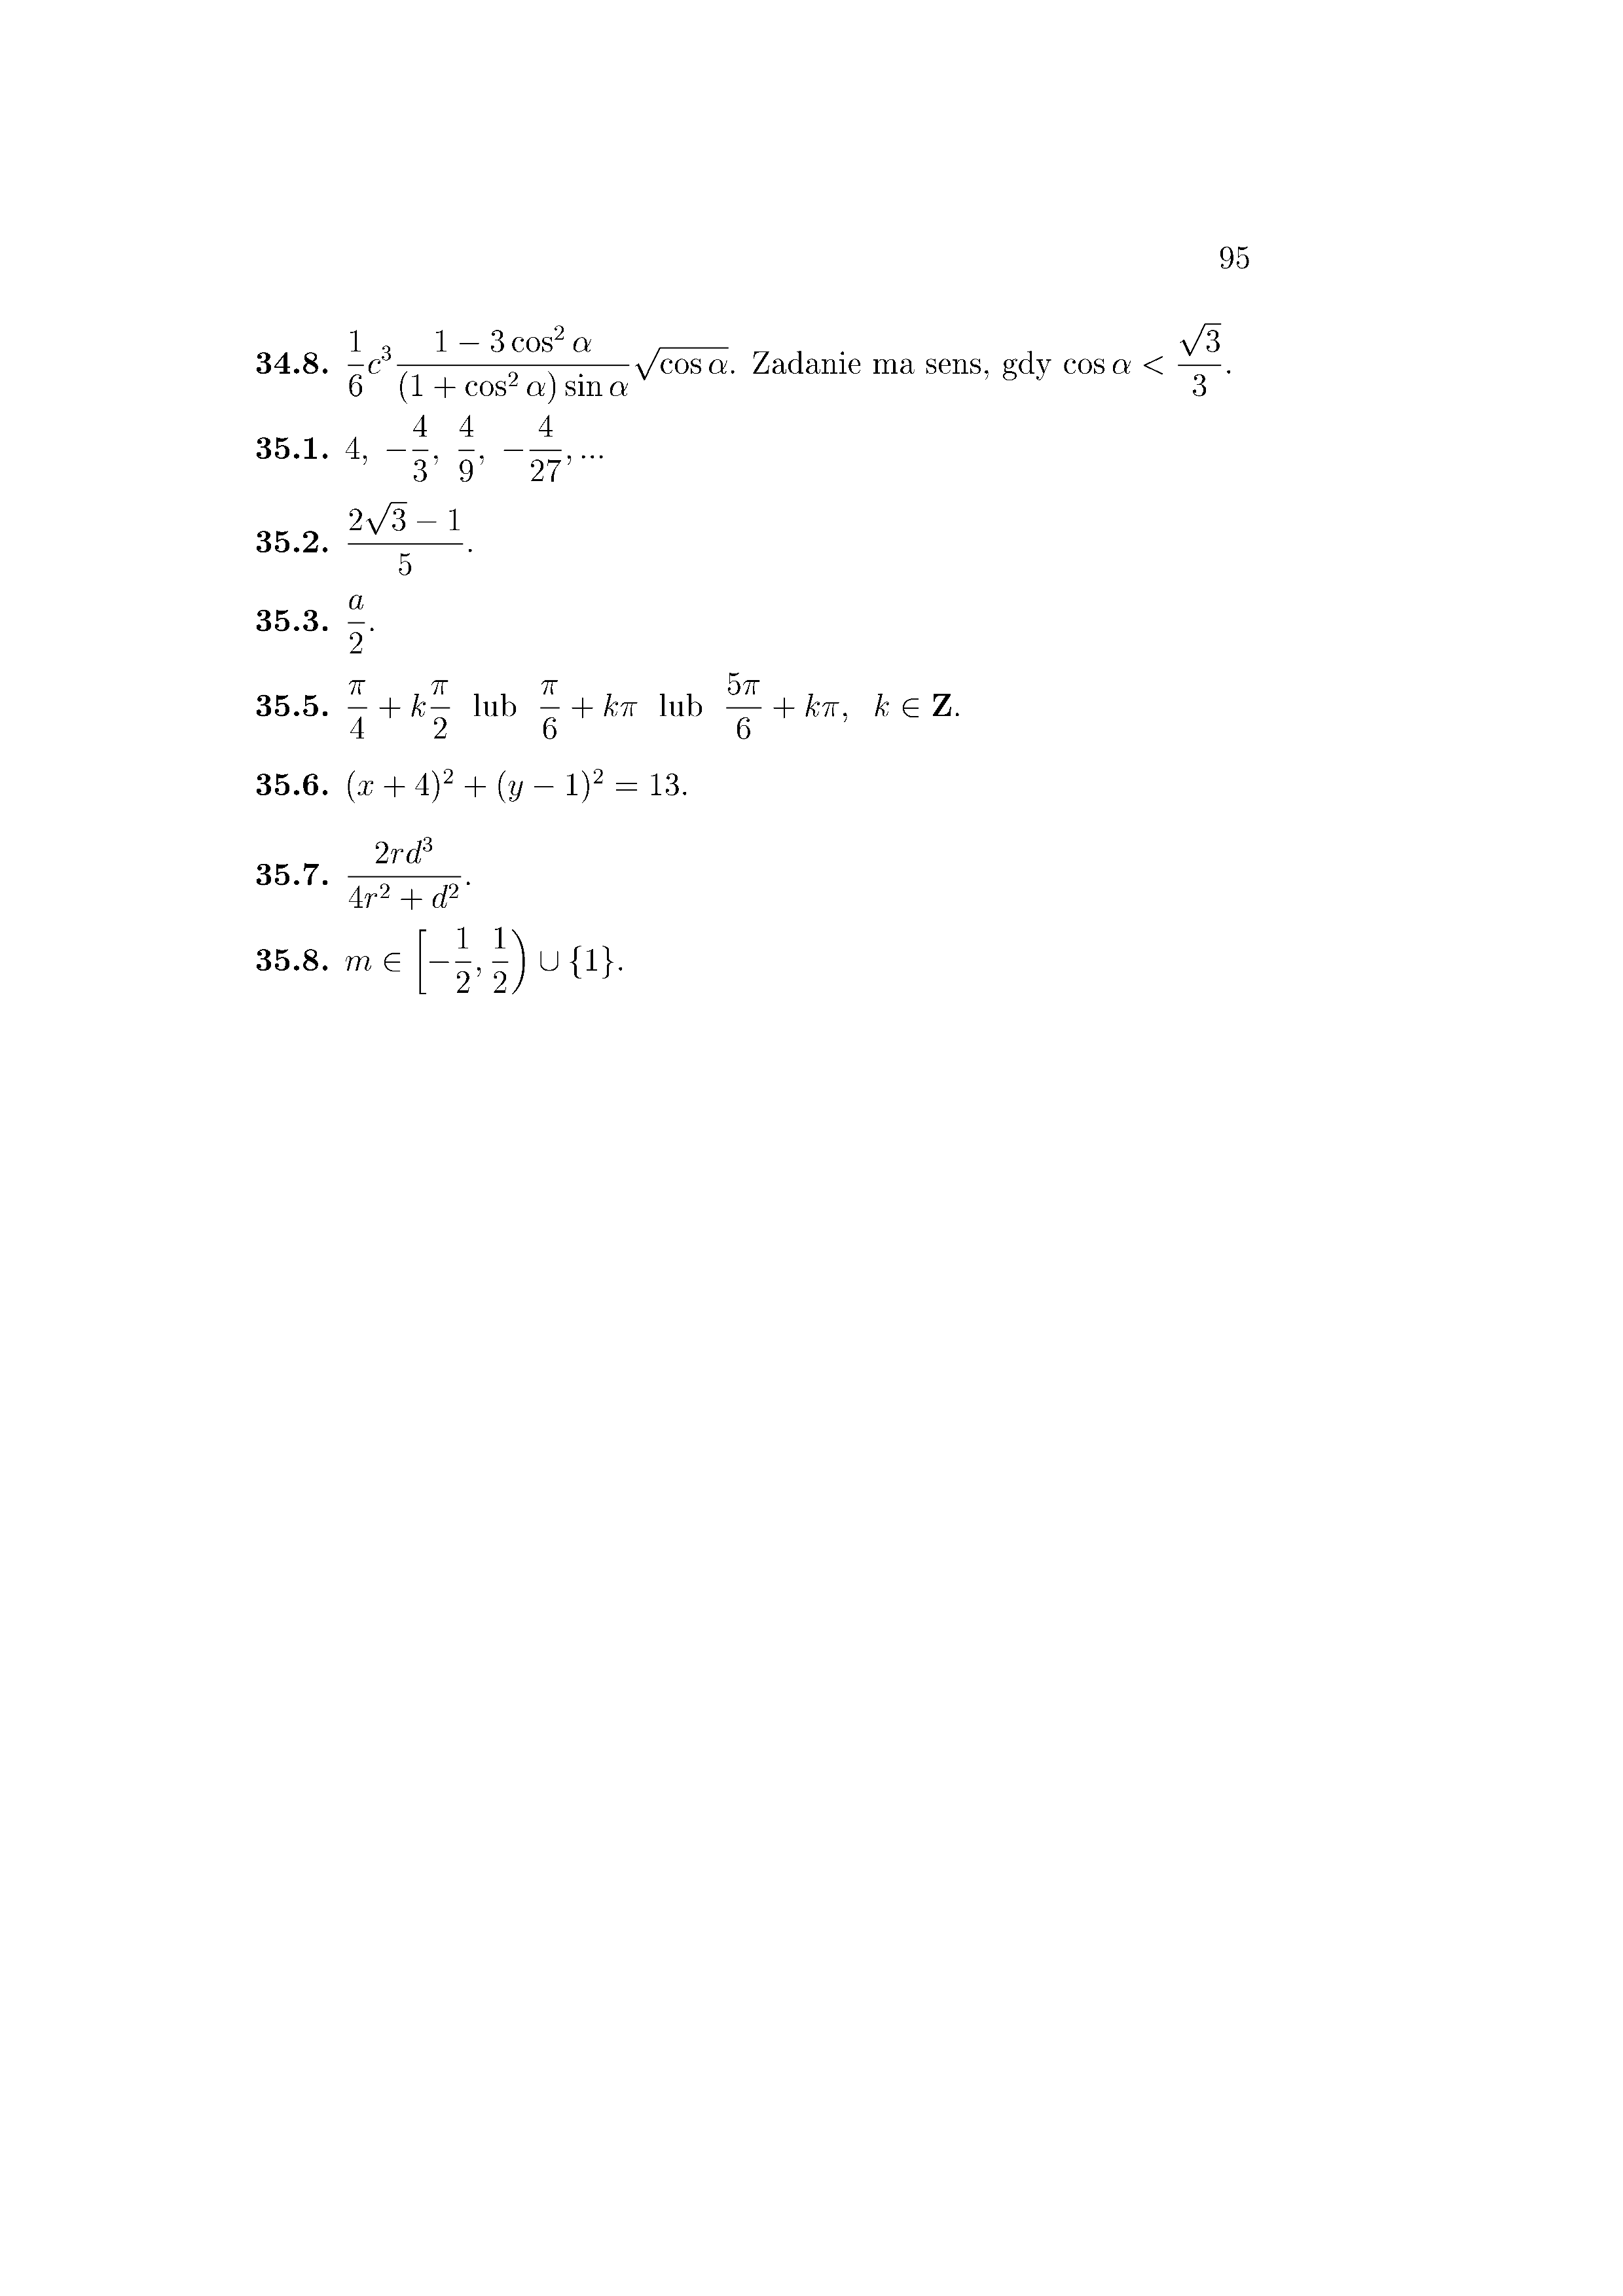 95
34.8. $\frac{1}{6}c^3\frac{1-3\cos^2\alpha}{(1+\cos^2\alpha)\sin\alpha}\sqrt{\cos\alpha}$. Zadanie ma sens, gdy $\cos\alpha < \frac{\sqrt{3}}{3}$.
35.1. $4,\ -\frac{4}{3},\ \frac{4}{9},\ -\frac{4}{27}, ...$
35.2. $\frac{2\sqrt{3}-1}{5}$.
35.3. $\frac{a}{2}$.
35.5. $\frac{\pi}{4}+k\frac{\pi}{2}$ lub $\frac{\pi}{6}+k\pi$ lub $\frac{5\pi}{6}+k\pi,\ k\in\mathbf{Z}$.
35.6. $(x+4)^2+(y-1)^2=13$.
35.7. $\frac{2rd^3}{4r^2+d^2}$.
35.8. $m\in\left[-\frac{1}{2},\frac{1}{2}\right)\cup\{1\}$.